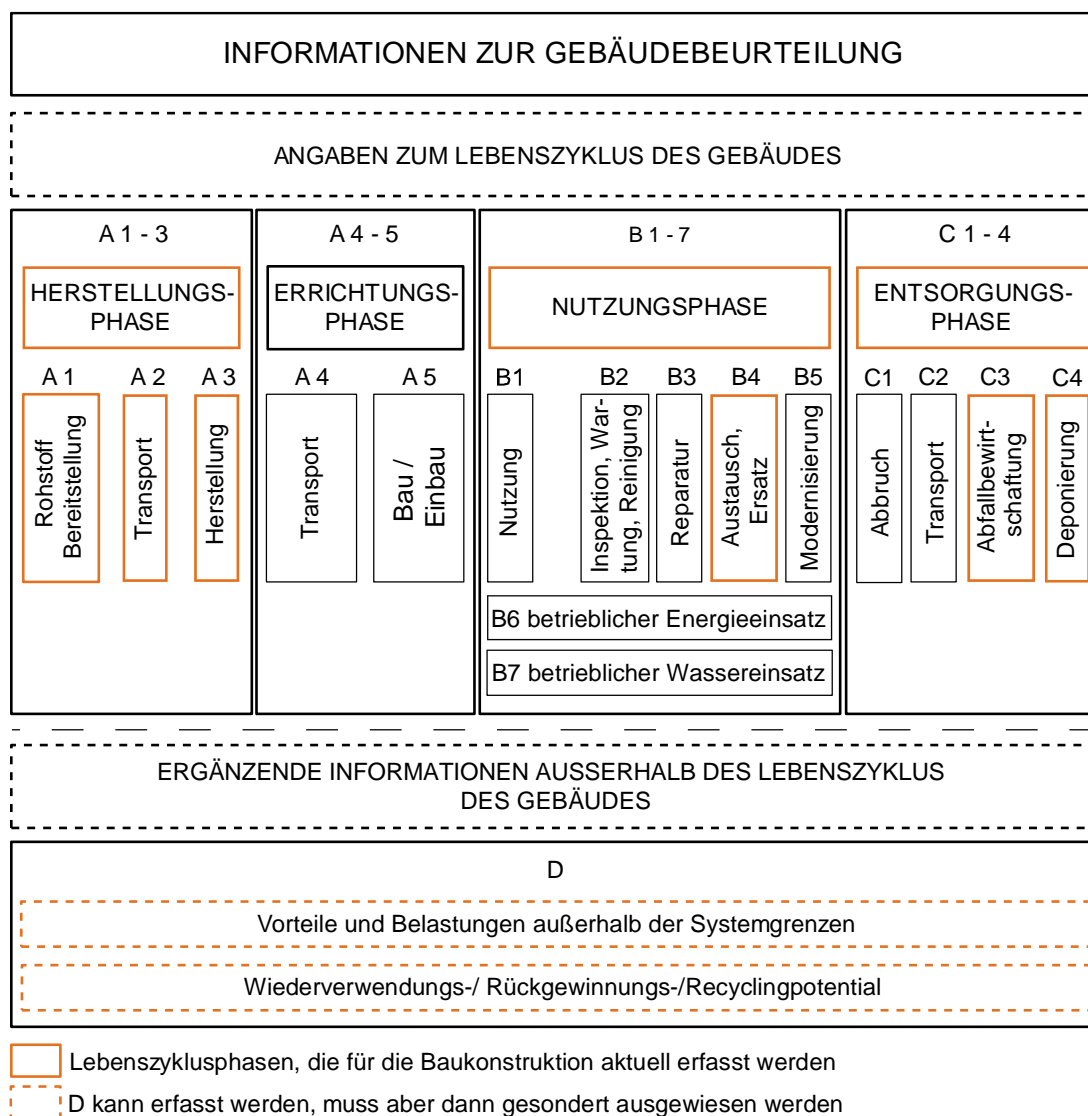 INFORMATIONEN ZUR GEBÄUDEBEURTEILUNG
ANGABEN ZUM LEBENSZYKLUS DES GEBÄUDES
A 1 - 3
HERSTELLUNGS-
PHASE
A 1
A 2
A 3
Rohstoff
Bereitstellung
Transport
Herstellung
A 4 - 5
ERRICHTUNGS-
PHASE
A 4
A 5
Transport
Bau /
Einbau
B 1 - 7
NUTZUNGSPHASE
B1
B2
B3
B4
B5
Nutzung
Inspektion, War-
tung, Reinigung
Reparatur
Austausch,
Ersatz
Modernisierung
B6 betrieblicher Energieeinsatz
B7 betrieblicher Wassereinsatz
C 1 - 4
ENTSORGUNGS-
PHASE
C1
C2
C3
C4
Abbruch
Transport
Abfallbewirt-
schaftung
Deponierung
ERGÄNZENDE INFORMATIONEN AUSSERHALB DES LEBENSZYKLUS
DES GEBÄUDES
D
Vorteile und Belastungen außerhalb der Systemgrenzen
Wiederverwendungs-/ Rückgewinnungs-/Recyclingpotential
Lebenszyklusphasen, die für die Baukonstruktion aktuell erfasst werden
D kann erfasst werden, muss aber dann gesondert ausgewiesen werden